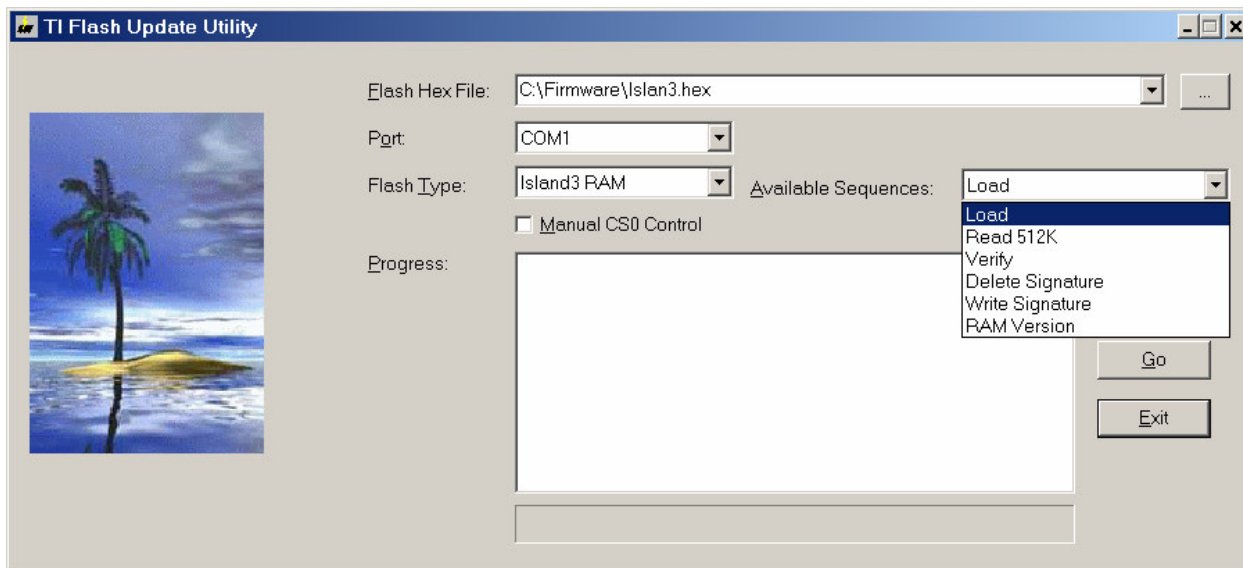 TI Flash Update Utility
Flash Hex File: C:\Firmware\Islan3.hex ...
Port: COM1
Flash Type: Island3 RAM Available Sequences: Load
Load
Read 512K
Verify
Delete Signature
Write Signature
RAM Version
Manual CS0 Control
Progress:
Go
Exit